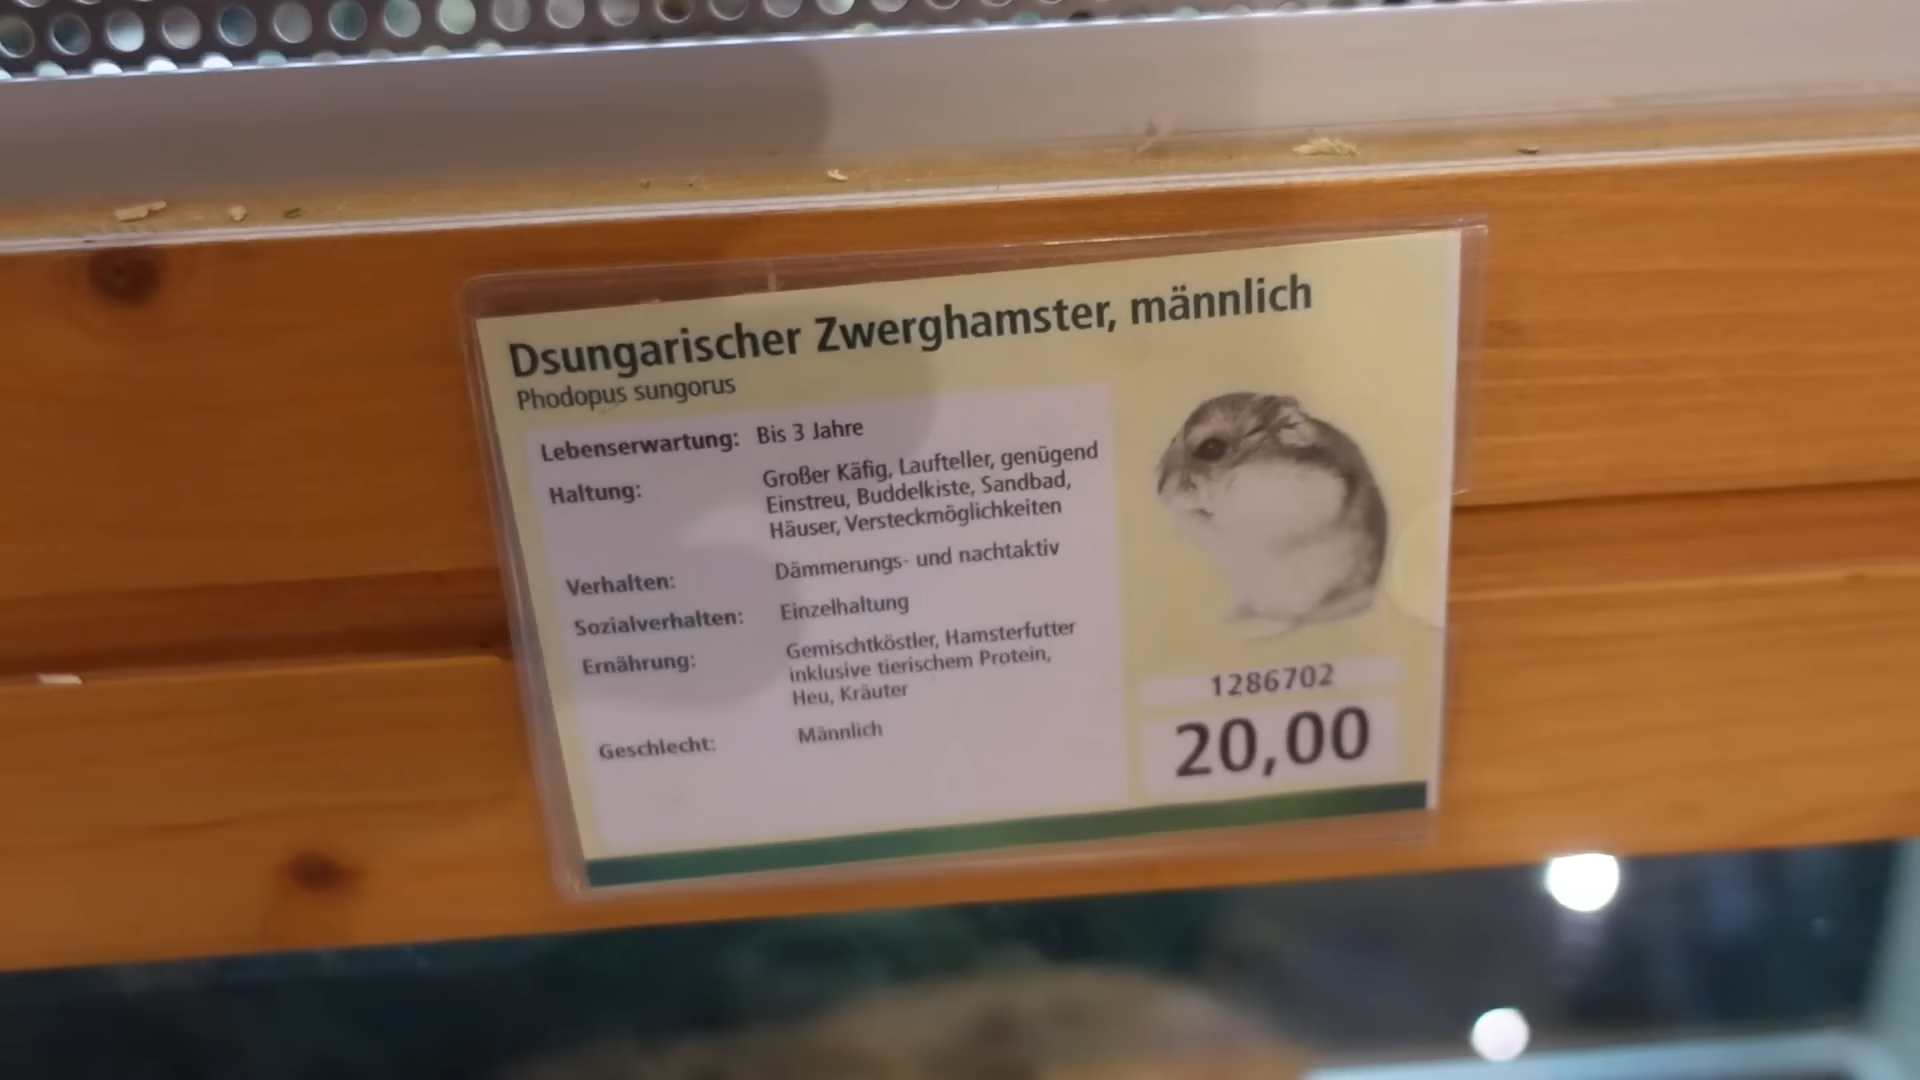 Dsungarischer Zwerghamster, männlich
Phodopus sungorus
Lebenserwartung: Bis 3 Jahre
Haltung: Großer Käfig, Laufteller, genügend
Einstreu, Buddelkiste, Sandbad,
Häuser, Versteckmöglichkeiten
Verhalten: Dämmerungs- und nachtaktiv
Sozialverhalten: Einzelhaltung
Ernährung: Gemischtköstler, Hamsterfutter
inklusive tierischem Protein,
Heu, Kräuter
Geschlecht: Männlich
1286702
20,00